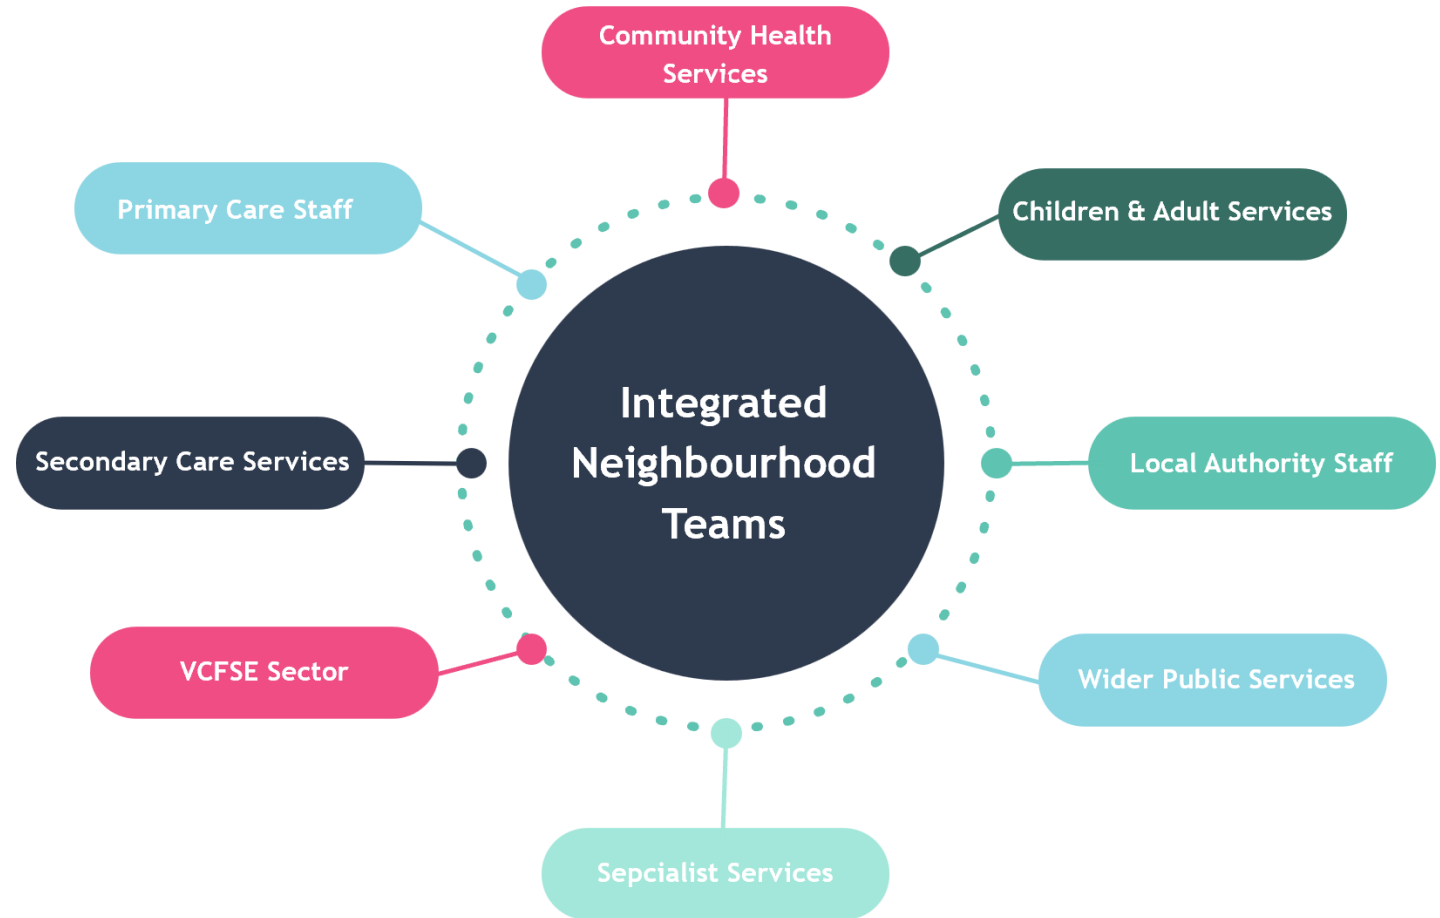 Community Health
Services
Primary Care Staff
Children & Adult Services
Integrated
Neighbourhood
Teams
Secondary Care Services
Local Authority Staff
VCFSE Sector
Wider Public Services
Sepcialist Services